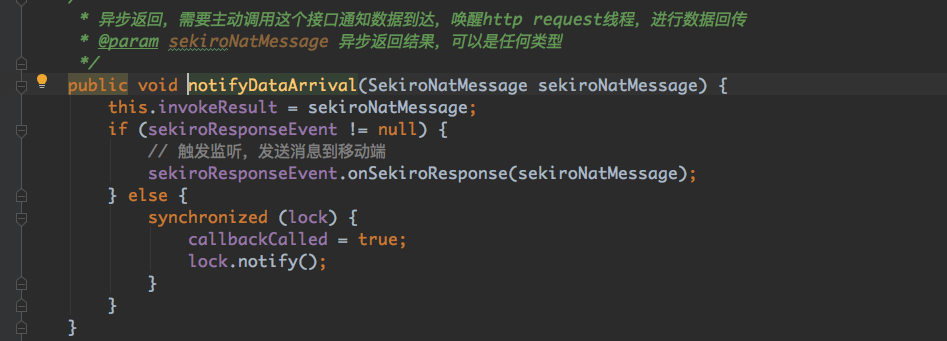 * 异步返回，需要主动调用这个接口通知数据到达，唤醒http request线程，进行数据回传
* @param sekiroNatMessage 异步返回结果，可以是任何类型
*/
public void notifyDataArrival(SekiroNatMessage sekiroNatMessage) {
this.invokeResult = sekiroNatMessage;
if (sekiroResponseEvent != null) {
// 触发监听，发送消息到移动端
sekiroResponseEvent.onSekiroResponse(sekiroNatMessage);
} else {
synchronized (lock) {
callbackCalled = true;
lock.notify();
}
}
}